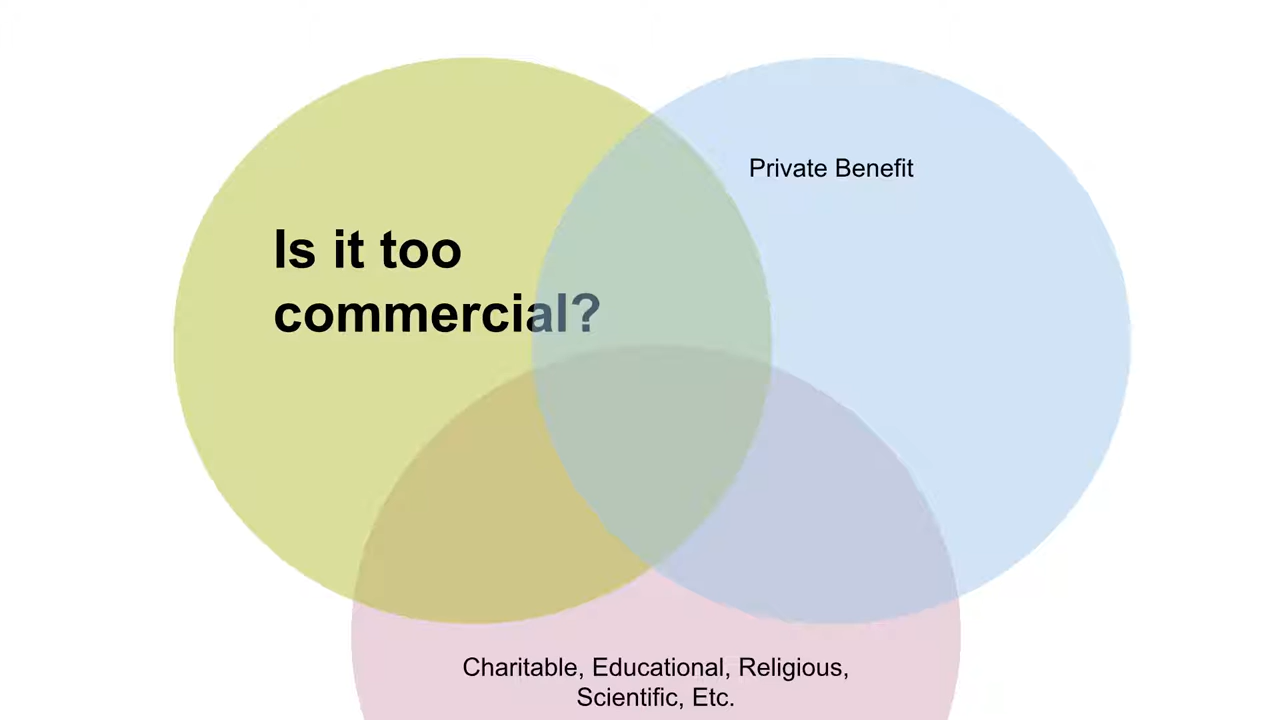 Private Benefit
Is it too
commercial?
Charitable, Educational, Religious,
Scientific, Etc.